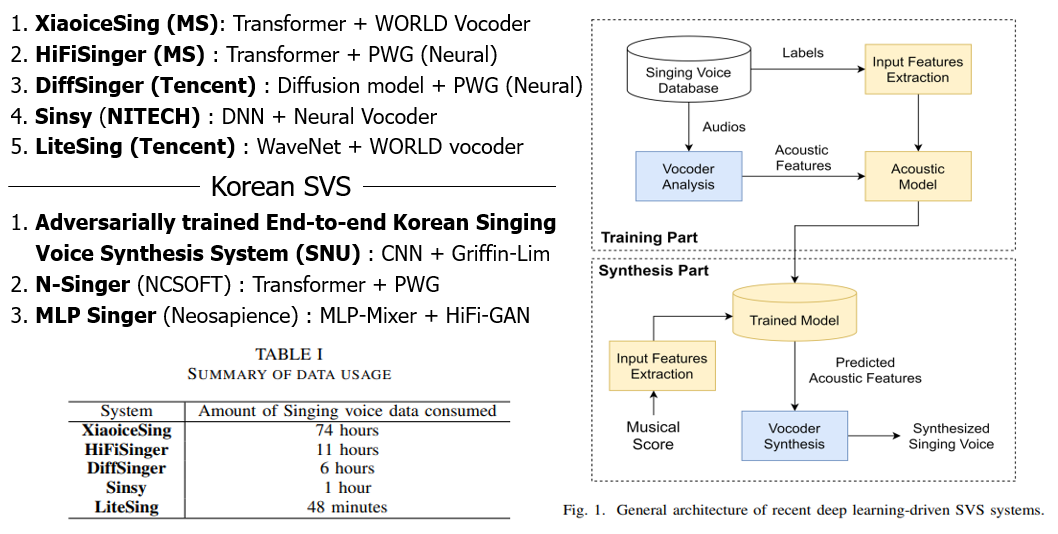 1. XiaoiceSing (MS): Transformer + WORLD Vocoder
2. HiFiSinger (MS) : Transformer + PWG (Neural)
3. DiffSinger (Tencent) : Diffusion model + PWG (Neural)
4. Sinsy (NITECH) : DNN + Neural Vocoder
5. LiteSing (Tencent) : WaveNet + WORLD vocoder
Korean SVS
1. Adversarially trained End-to-end Korean Singing
Voice Synthesis System (SNU) : CNN + Griffin-Lim
2. N-Singer (NCSOFT) : Transformer + PWG
3. MLP Singer (Neosapience) : MLP-Mixer + HiFi-GAN
TABLE I
SUMMARY OF DATA USAGE
System Amount of Singing voice data consumed
XiaoiceSing 74 hours
HiFiSinger 11 hours
DiffSinger 6 hours
Sinsy 1 hour
LiteSing 48 minutes
Singing Voice
Database
Labels
Input Features
Extraction
Audios
Vocoder
Analysis
Acoustic
Features
Acoustic
Model
Training Part
Synthesis Part
Trained Model
Input Features
Extraction
Predicted
Acoustic Features
Musical
Score
Vocoder
Synthesis
Synthesized
Singing Voice
Fig. 1. General architecture of recent deep learning-driven SVS systems.